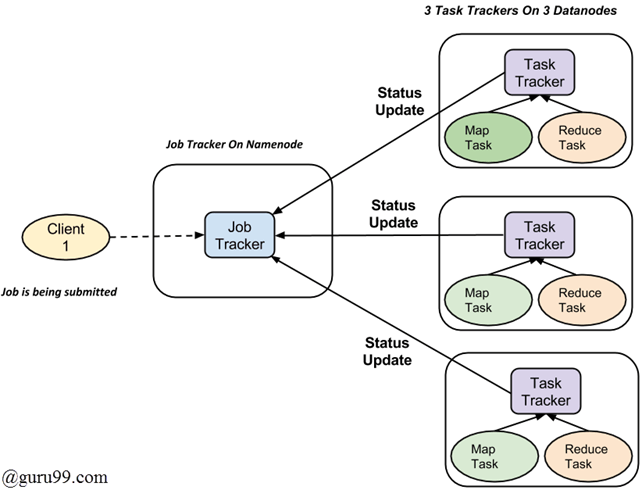 3 Task Trackers On 3 Datanodes
Task
Tracker
Status
Update
Map
Task
Reduce
Task
Job Tracker On Namenode
Client
1
Job
Tracker
Status
Update
Task
Tracker
Job is being submitted
Map
Task
Reduce
Task
Status
Update
Task
Tracker
Map
Task
Reduce
Task
@guru99.com